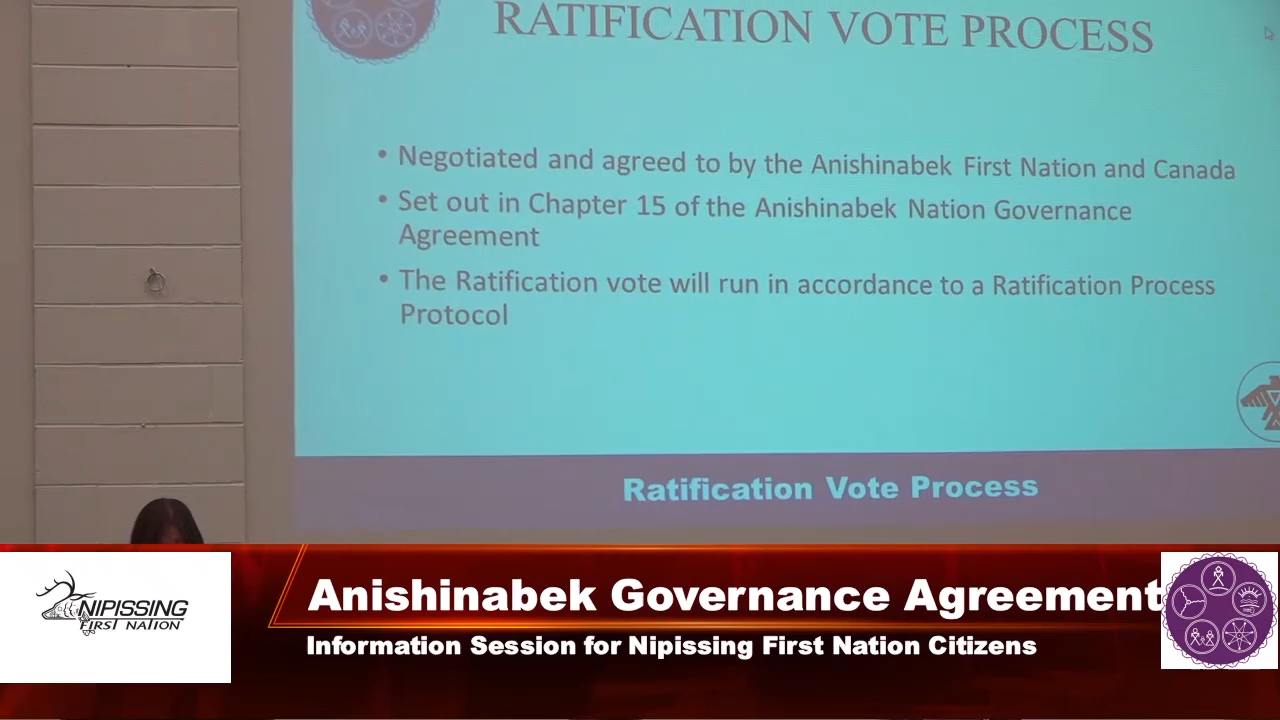 RATIFICATION VOTE PROCESS
• Negotiated and agreed to by the Anishinabek First Nation and Canada
• Set out in Chapter 15 of the Anishinabek Nation Governance
Agreement
• The Ratification vote will run in accordance to a Ratification Process
Protocol
Ratification Vote Process
NIPISSING
FIRST NATION
Anishinabek Governance Agreement
Information Session for Nipissing First Nation Citizens